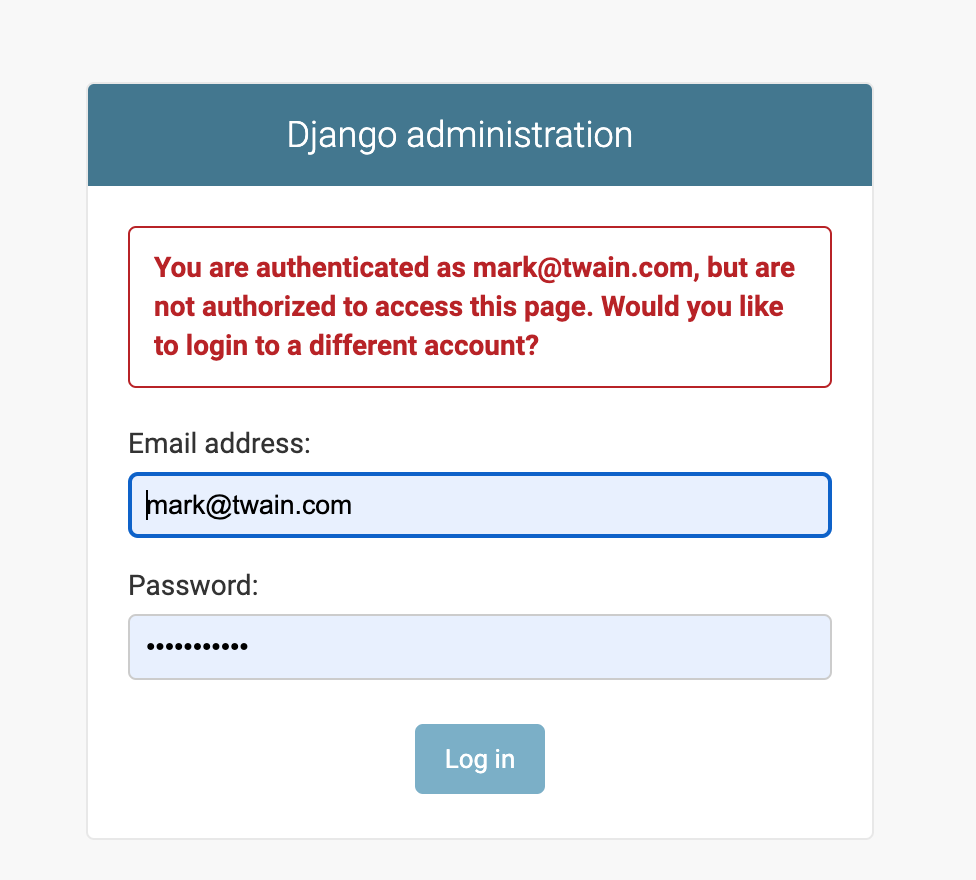 Django administration
You are authenticated as mark@twain.com, but are
not authorized to access this page. Would you like
to login to a different account?
Email address:
mark@twain.com
Password:
•••••••••••
Log in